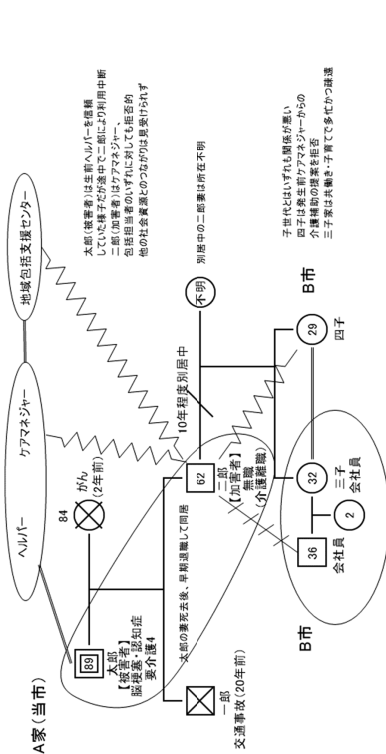 A家(当市)
ヘルパー
ケアマネジャー
地域包括支援センター
太郎(被害者)は生前ヘルパーを信頼
していた様子だが途中で二郎により利用中断
二郎(加害者)はケアマネジャー、
包括担当者のいずれに対しても拒否的
他の社会資源とのつながりは見受けられず
84
がん
(2年前)
89
太郎
【被害者】
脳梗塞・認知症
要介護4
太郎の妻死去後、早期退職して同居
62
二郎
【加害者】
無職
(介護離職)
10年程度別居中
不明
別居中の二郎妻は所在不明
一郎
交通事故(20年前)
36
会社員
2
32
三子
会社員
29
四子
B市
B市
子世代とはいずれも関係が悪い
四子は発生前ケアマネジャーからの
介護補助の提案を拒否
三子家は共働き・子育てで多忙かつ疎遠